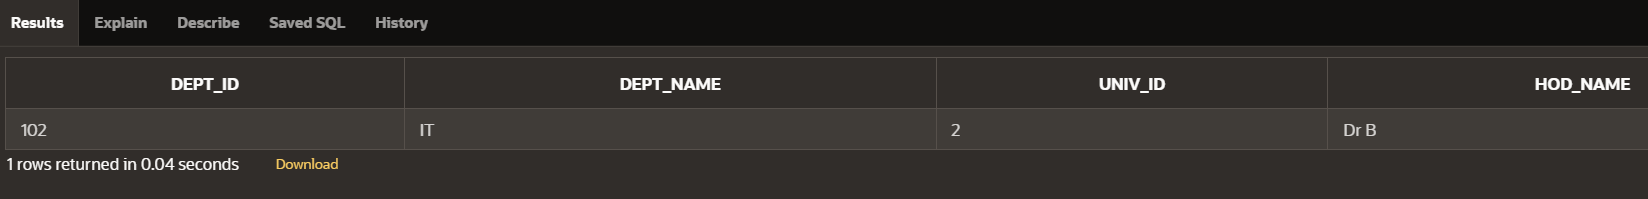 Results Explain Describe Saved SQL History
DEPT_ID DEPT_NAME UNIV_ID HOD_NAME
102 IT 2 Dr B
1 rows returned in 0.04 seconds Download